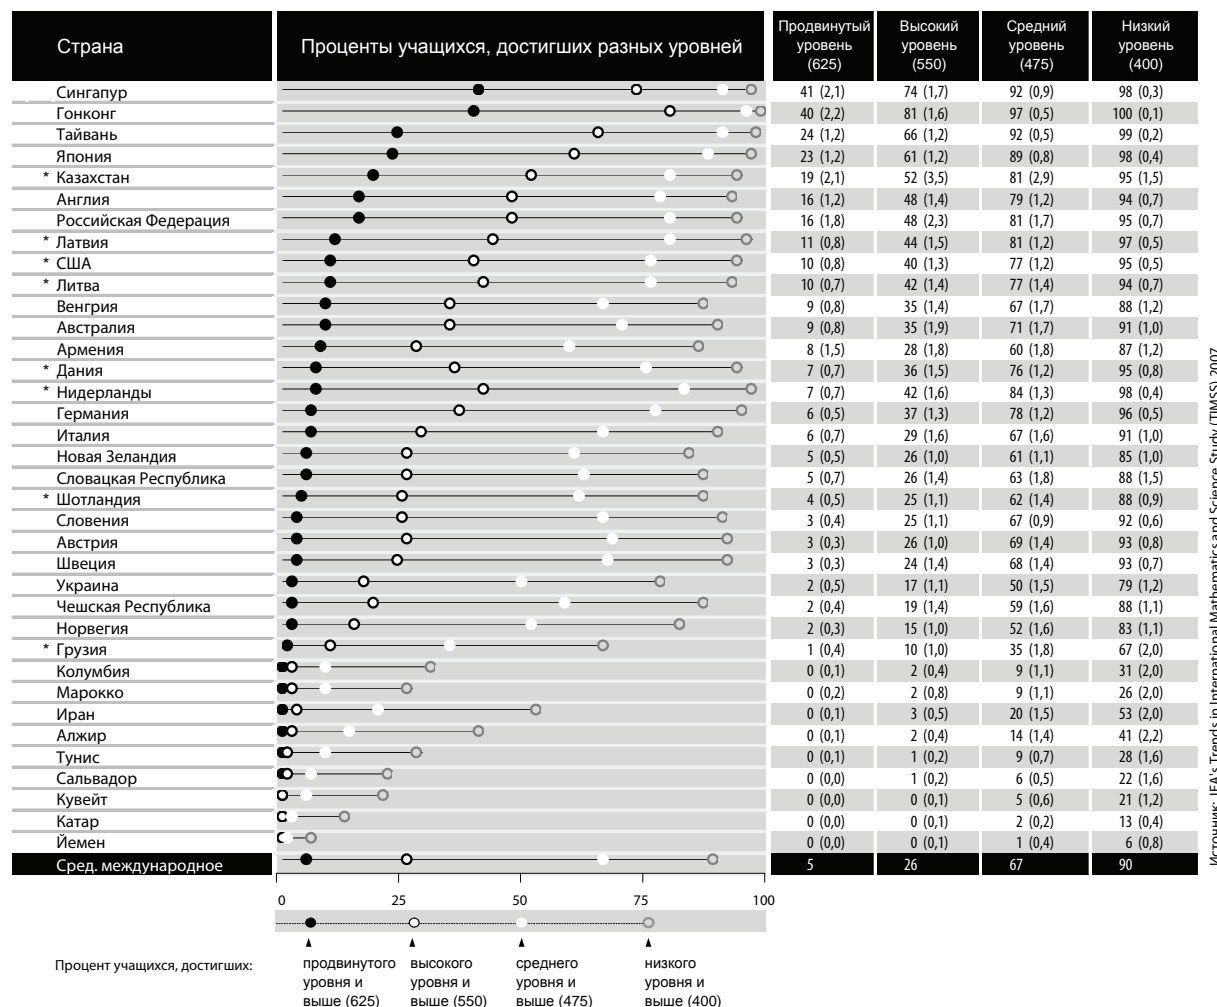 Страна Проценты учащихся, достигших разных уровней Продвинутый уровень (625) Высокий уровень (550) Средний уровень (475) Низкий уровень (400)
Сингапур 41 (2,1) 74 (1,7) 92 (0,9) 98 (0,3)
Гонконг 40 (2,2) 81 (1,6) 97 (0,5) 100 (0,1)
Тайвань 24 (1,2) 66 (1,2) 92 (0,5) 99 (0,2)
Япония 23 (1,2) 61 (1,2) 89 (0,8) 98 (0,4)
* Казахстан 19 (2,1) 52 (3,5) 81 (2,9) 95 (1,5)
Англия 16 (1,2) 48 (1,4) 79 (1,2) 94 (0,7)
Российская Федерация 16 (1,8) 48 (2,3) 81 (1,7) 95 (0,7)
* Латвия 11 (0,8) 44 (1,5) 81 (1,2) 97 (0,5)
* США 10 (0,8) 40 (1,3) 77 (1,2) 95 (0,5)
* Литва 10 (0,7) 42 (1,4) 77 (1,4) 94 (0,7)
Венгрия 9 (0,8) 35 (1,4) 67 (1,7) 88 (1,2)
Австралия 9 (0,8) 35 (1,9) 71 (1,7) 91 (1,0)
Армения 8 (1,5) 28 (1,8) 60 (1,8) 87 (1,2)
* Дания 7 (0,7) 36 (1,5) 76 (1,2) 95 (0,8)
* Нидерланды 7 (0,7) 42 (1,6) 84 (1,3) 98 (0,4)
Германия 6 (0,5) 37 (1,3) 78 (1,2) 96 (0,5)
Италия 6 (0,7) 29 (1,6) 67 (1,6) 91 (1,0)
Новая Зеландия 5 (0,5) 26 (1,0) 61 (1,1) 85 (1,0)
Словацкая Республика 5 (0,7) 26 (1,4) 63 (1,8) 88 (1,5)
* Шотландия 4 (0,5) 25 (1,1) 62 (1,4) 88 (0,9)
Словения 3 (0,4) 25 (1,1) 67 (0,9) 92 (0,6)
Австрия 3 (0,3) 26 (1,0) 69 (1,4) 93 (0,8)
Швеция 3 (0,3) 24 (1,4) 68 (1,4) 93 (0,7)
Украина 2 (0,5) 17 (1,1) 50 (1,5) 79 (1,2)
Чешская Республика 2 (0,4) 19 (1,4) 59 (1,6) 88 (1,1)
Норвегия 2 (0,3) 15 (1,0) 52 (1,6) 83 (1,1)
* Грузия 1 (0,4) 10 (1,0) 35 (1,8) 67 (2,0)
Колумбия 0 (0,1) 2 (0,4) 9 (1,1) 31 (2,0)
Марокко 0 (0,2) 2 (0,8) 9 (1,1) 26 (2,0)
Иран 0 (0,1) 3 (0,5) 20 (1,5) 53 (2,0)
Алжир 0 (0,1) 2 (0,4) 14 (1,4) 41 (2,2)
Тунис 0 (0,1) 1 (0,2) 9 (0,7) 28 (1,6)
Сальвадор 0 (0,0) 1 (0,2) 6 (0,5) 22 (1,6)
Кувейт 0 (0,0) 0 (0,1) 5 (0,6) 21 (1,2)
Катар 0 (0,0) 0 (0,1) 2 (0,2) 13 (0,4)
Йемен 0 (0,0) 0 (0,1) 1 (0,4) 6 (0,8)
Сред. международное 5 26 67 90
0 25 50 75 100
Процент учащихся, достигших:
продвинутого уровня и выше (625)
высокого уровня и выше (550)
среднего уровня и выше (475)
низкого уровня и выше (400)
Источник: IEA's Trends in International Mathematics and Science Study (TIMSS) 2007